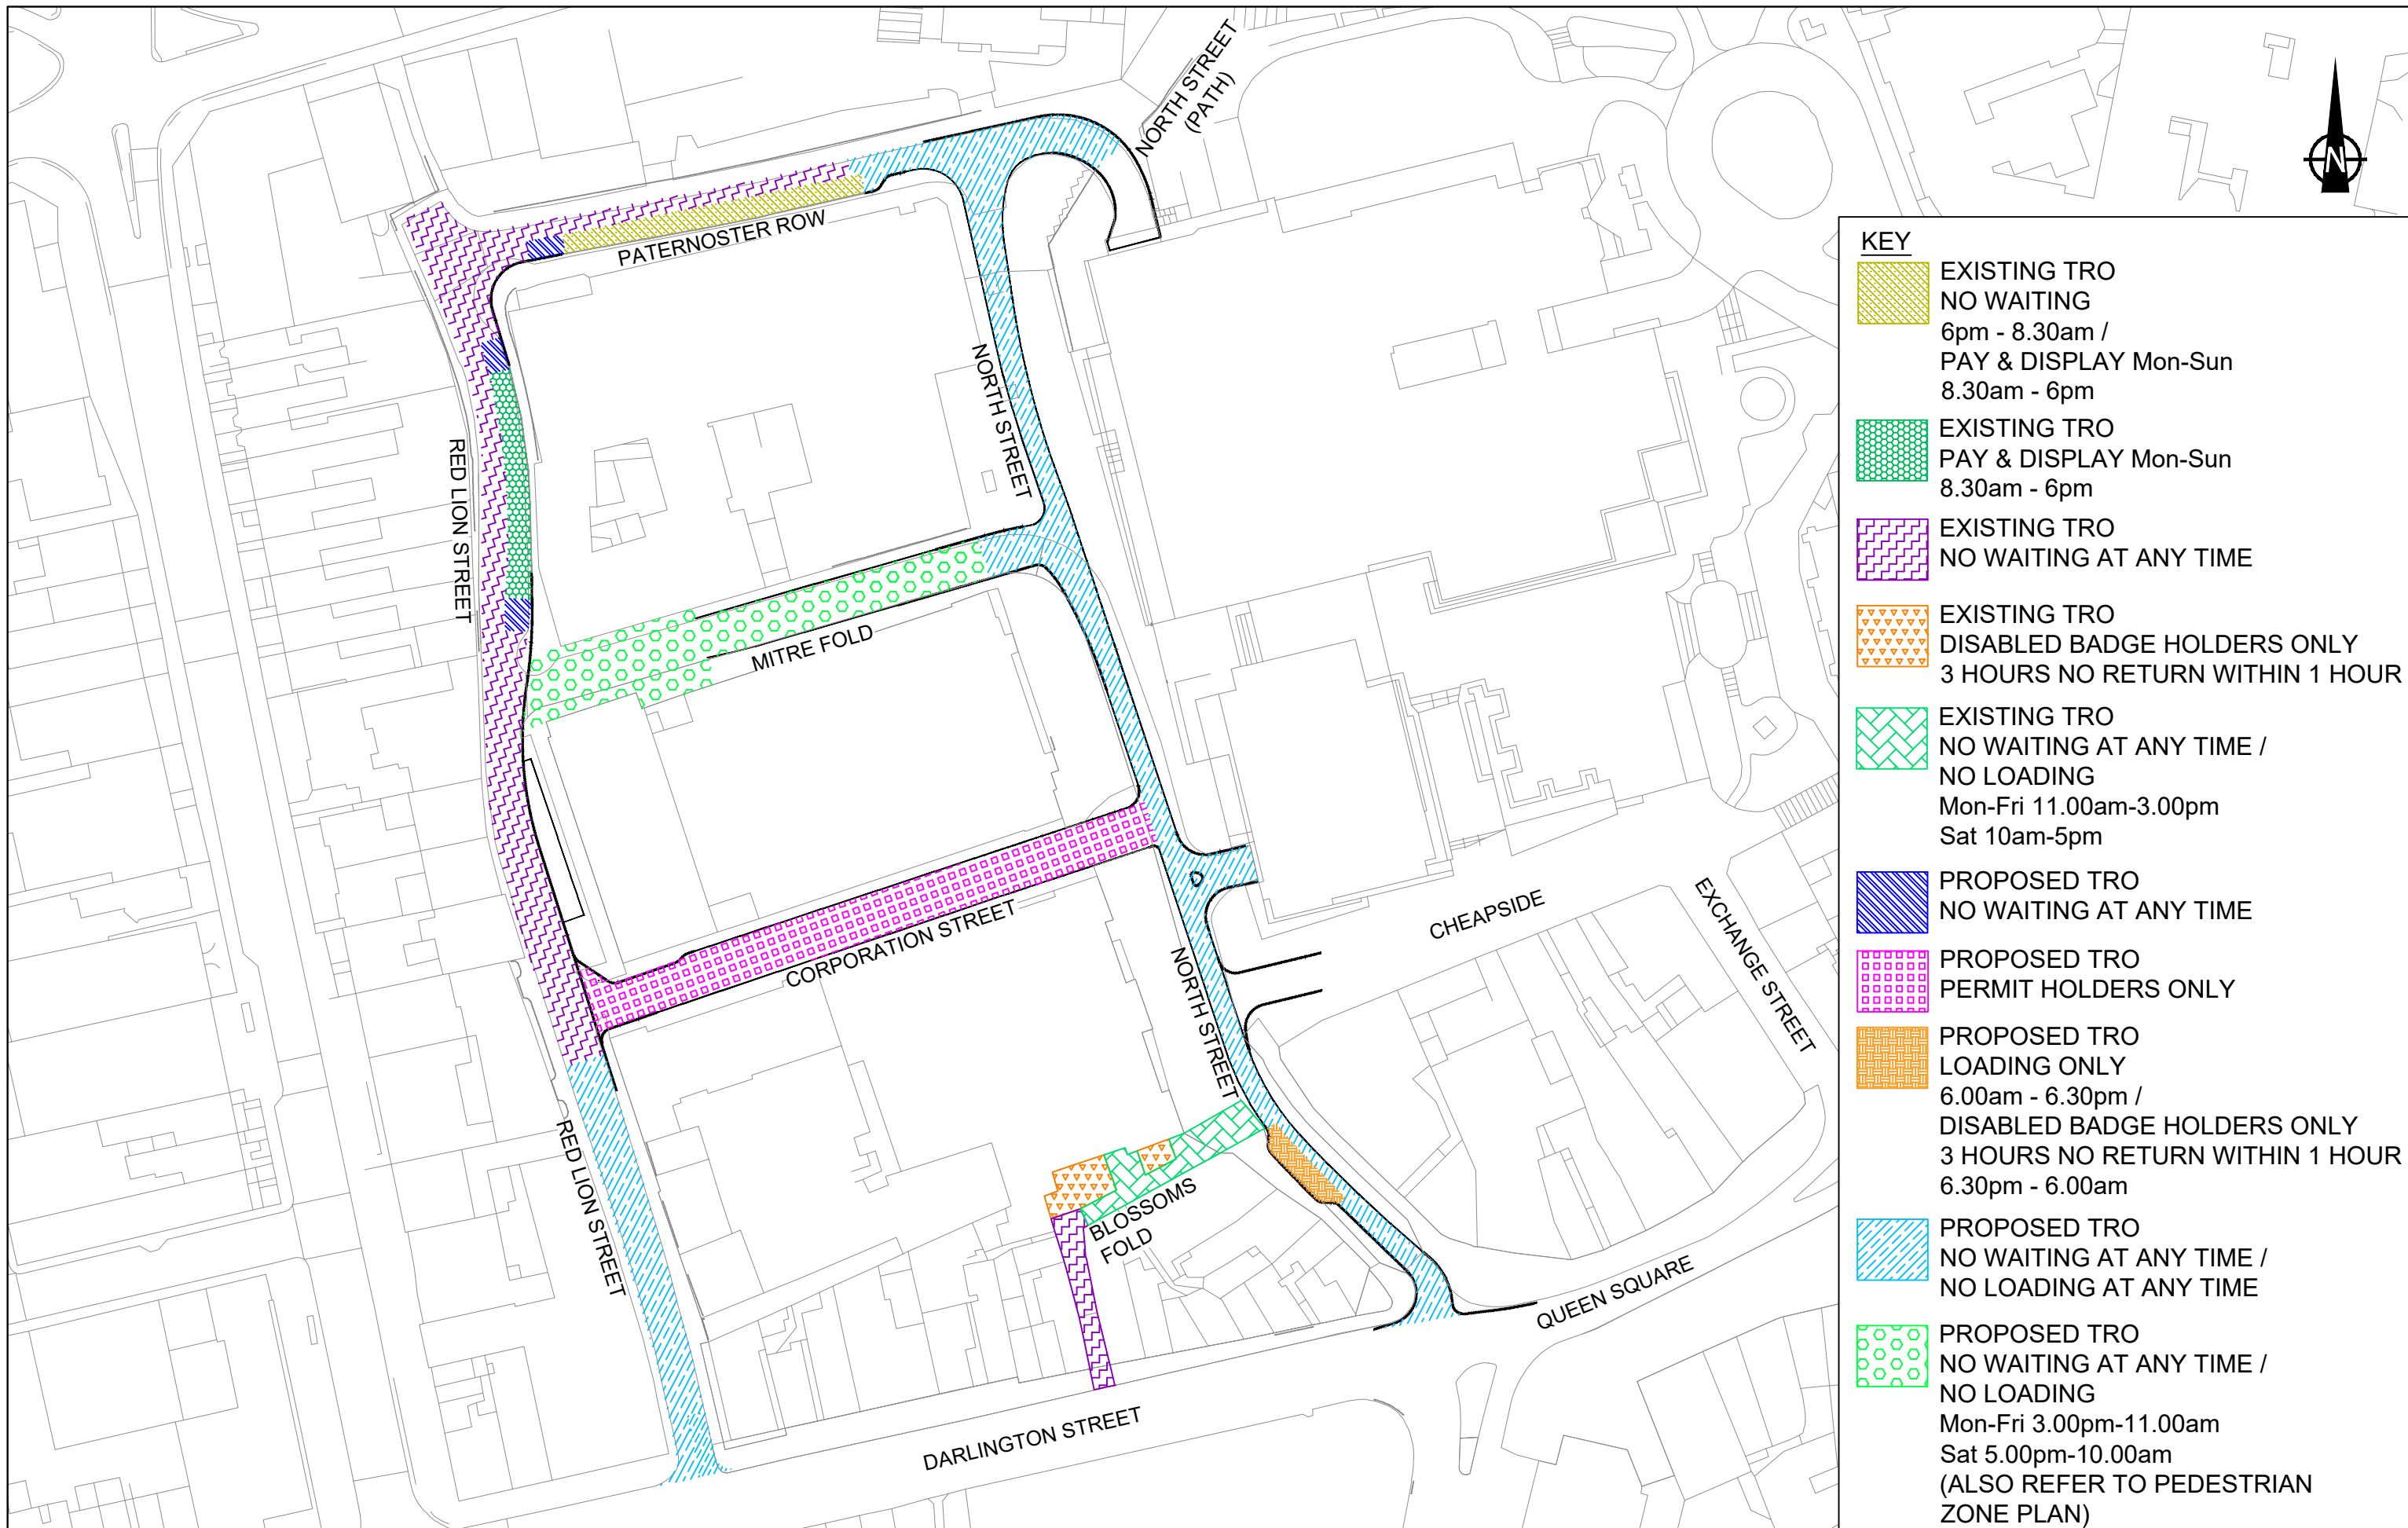 NORTH STREET
(PATH)
N
PATERNOSTER ROW
NORTH STREET
RED LION STREET
MITRE FOLD
CORPORATION STREET
CHEAPSIDE
EXCHANGE STREET
NORTH STREET
RED LION STREET
BLOSSOMS
FOLD
QUEEN SQUARE
DARLINGTON STREET
KEY
EXISTING TRO
NO WAITING
6pm - 8.30am /
PAY & DISPLAY Mon-Sun
8.30am - 6pm
EXISTING TRO
PAY & DISPLAY Mon-Sun
8.30am - 6pm
EXISTING TRO
NO WAITING AT ANY TIME
EXISTING TRO
DISABLED BADGE HOLDERS ONLY
3 HOURS NO RETURN WITHIN 1 HOUR
EXISTING TRO
NO WAITING AT ANY TIME /
NO LOADING
Mon-Fri 11.00am-3.00pm
Sat 10am-5pm
PROPOSED TRO
NO WAITING AT ANY TIME
PROPOSED TRO
PERMIT HOLDERS ONLY
PROPOSED TRO
LOADING ONLY
6.00am - 6.30pm /
DISABLED BADGE HOLDERS ONLY
3 HOURS NO RETURN WITHIN 1 HOUR
6.30pm - 6.00am
PROPOSED TRO
NO WAITING AT ANY TIME /
NO LOADING AT ANY TIME
PROPOSED TRO
NO WAITING AT ANY TIME /
NO LOADING
Mon-Fri 3.00pm-11.00am
Sat 5.00pm-10.00am
(ALSO REFER TO PEDESTRIAN
ZONE PLAN)